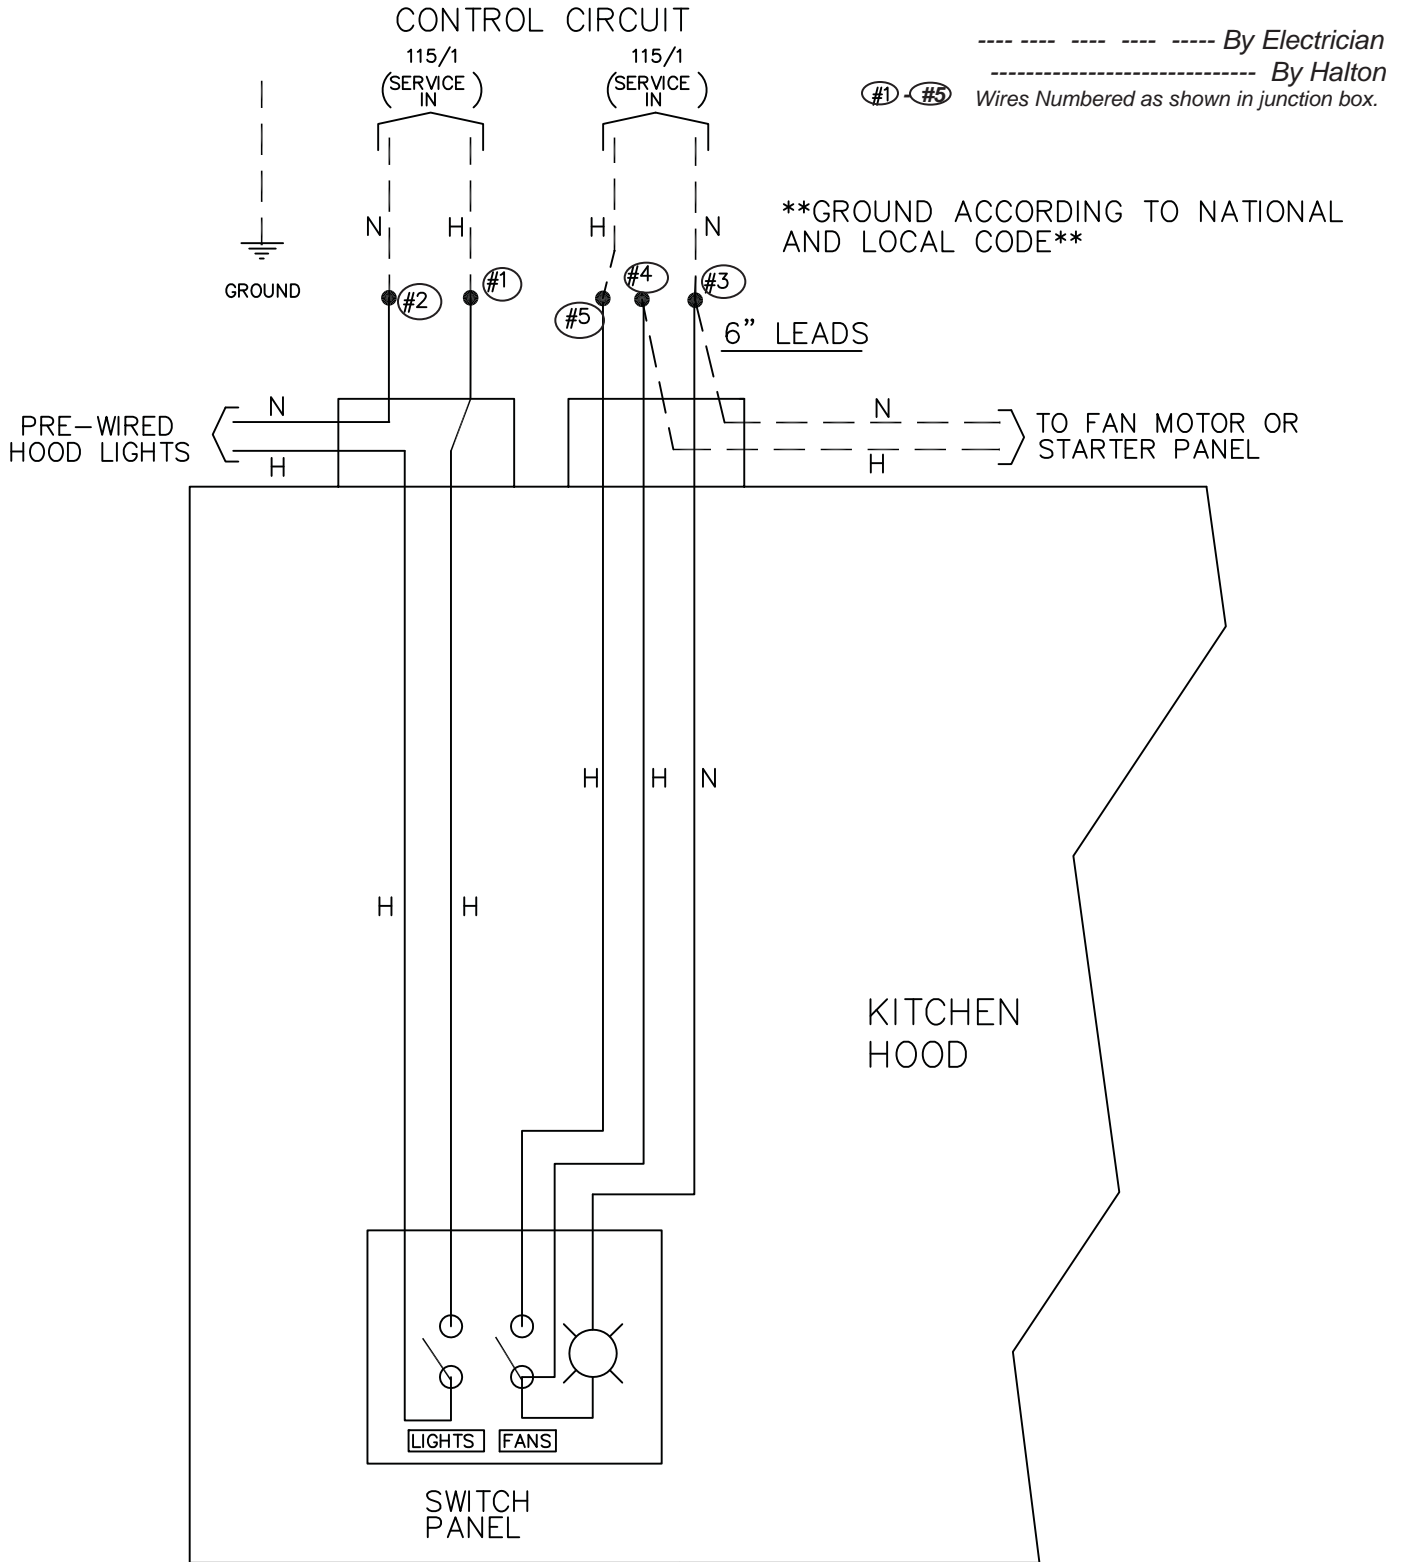 CONTROL CIRCUIT
115/1
(SERVICE IN)
115/1
(SERVICE IN)
---- ---- ---- ---- ----- By Electrician
------------------------------ By Halton
#1 - #5 Wires Numbered as shown in junction box.
N
H
H
N
**GROUND ACCORDING TO NATIONAL
AND LOCAL CODE**
GROUND
#2
#1
#5
#4
#3
6” LEADS
PRE-WIRED
HOOD LIGHTS
N
H
N
H
TO FAN MOTOR OR
STARTER PANEL
H
H
N
H
H
KITCHEN
HOOD
LIGHTS
FANS
SWITCH
PANEL